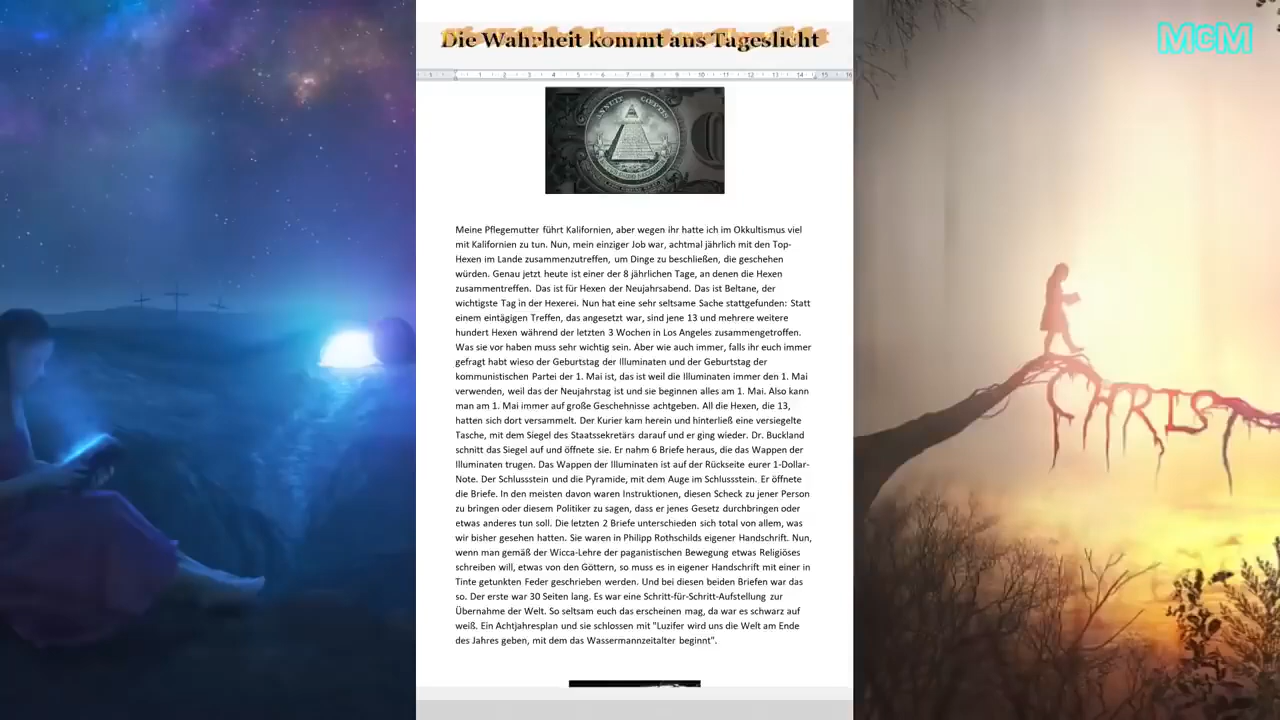 Die Wahrheit kommt ans Tageslicht
McM
1 1 2 3 4 5 6 7 8 9 10 11 12 13 14 15 16
ANNUIT CŒPTIS
Meine Pflegemutter führt Kalifornien, aber wegen ihr hatte ich im Okkultismus viel
mit Kalifornien zu tun. Nun, mein einziger Job war, achtmal jährlich mit den Top-
Hexen im Lande zusammenzutreffen, um Dinge zu beschließen, die geschehen
würden. Genau jetzt heute ist einer der 8 jährlichen Tage, an denen die Hexen
zusammentreffen. Das ist für Hexen der Neujahrsabend. Das ist Beltane, der
wichtigste Tag in der Hexerei. Nun hat eine sehr seltsame Sache stattgefunden: Statt
einem eintägigen Treffen, das angesetzt war, sind jene 13 und mehrere weitere
hundert Hexen während der letzten 3 Wochen in Los Angeles zusammengetroffen.
Was sie vor haben muss sehr wichtig sein. Aber wie auch immer, falls ihr euch immer
gefragt habt wieso der Geburtstag der Illuminaten und der Geburtstag der
kommunistischen Partei der 1. Mai ist, das ist weil die Illuminaten immer den 1. Mai
verwenden, weil das der Neujahrstag ist und sie beginnen alles am 1. Mai. Also kann
man am 1. Mai immer auf große Geschehnisse achtgeben. All die Hexen, die 13,
hatten sich dort versammelt. Der Kurier kam herein und hinterließ eine versiegelte
Tasche, mit dem Siegel des Staatssekretärs darauf und er ging wieder. Dr. Buckland
schnitt das Siegel auf und öffnete sie. Er nahm 6 Briefe heraus, die das Wappen der
Illuminaten trugen. Das Wappen der Illuminaten ist auf der Rückseite eurer 1-Dollar-
Note. Der Schlussstein und die Pyramide, mit dem Auge im Schlussstein. Er öffnete
die Briefe. In den meisten davon waren Instruktionen, diesen Scheck zu jener Person
zu bringen oder diesem Politiker zu sagen, dass er jenes Gesetz durchbringen oder
etwas anderes tun soll. Die letzten 2 Briefe unterschieden sich total von allem, was
wir bisher gesehen hatten. Sie waren in Philipp Rothschilds eigener Handschrift. Nun,
wenn man gemäß der Wicca-Lehre der paganistischen Bewegung etwas Religiöses
schreiben will, etwas von den Göttern, so muss es in eigener Handschrift mit einer in
Tinte getunkten Feder geschrieben werden. Und bei diesen beiden Briefen war das
so. Der erste war 30 Seiten lang. Es war eine Schritt-für-Schritt-Aufstellung zur
Übernahme der Welt. So seltsam euch das erscheinen mag, da war es schwarz auf
weiß. Ein Achtjahresplan und sie schlossen mit "Luzifer wird uns die Welt am Ende
des Jahres geben, mit dem das Wassermannzeitalter beginnt".
CHRIST